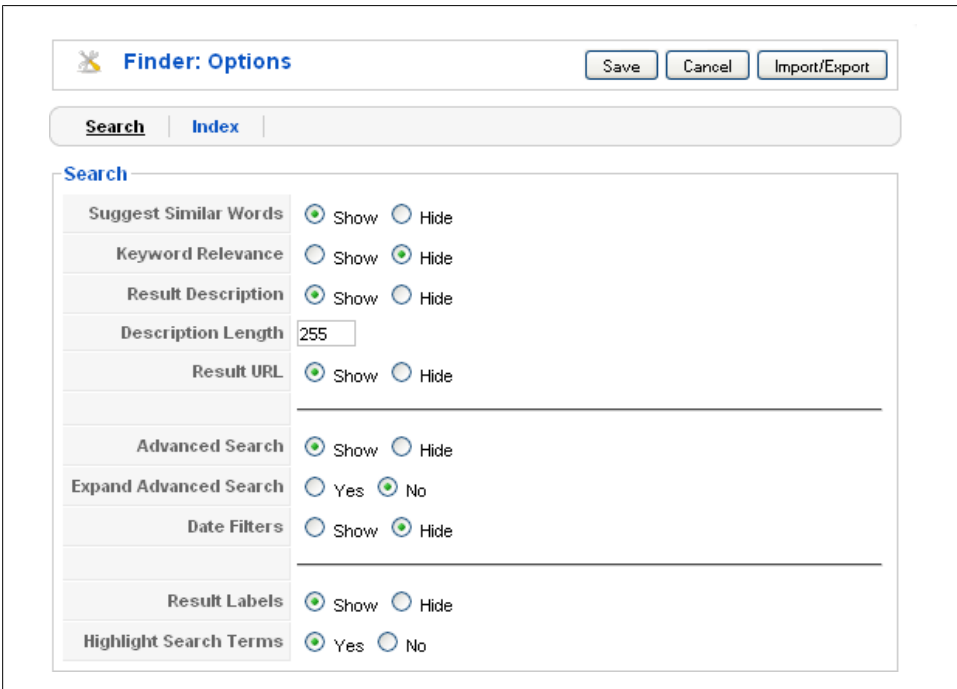 Finder: Options Save Cancel Import/Export
Search Index
Search
Suggest Similar Words Show Hide
Keyword Relevance Show Hide
Result Description Show Hide
Description Length 255
Result URL Show Hide
Advanced Search Show Hide
Expand Advanced Search Yes No
Date Filters Show Hide
Result Labels Show Hide
Highlight Search Terms Yes No